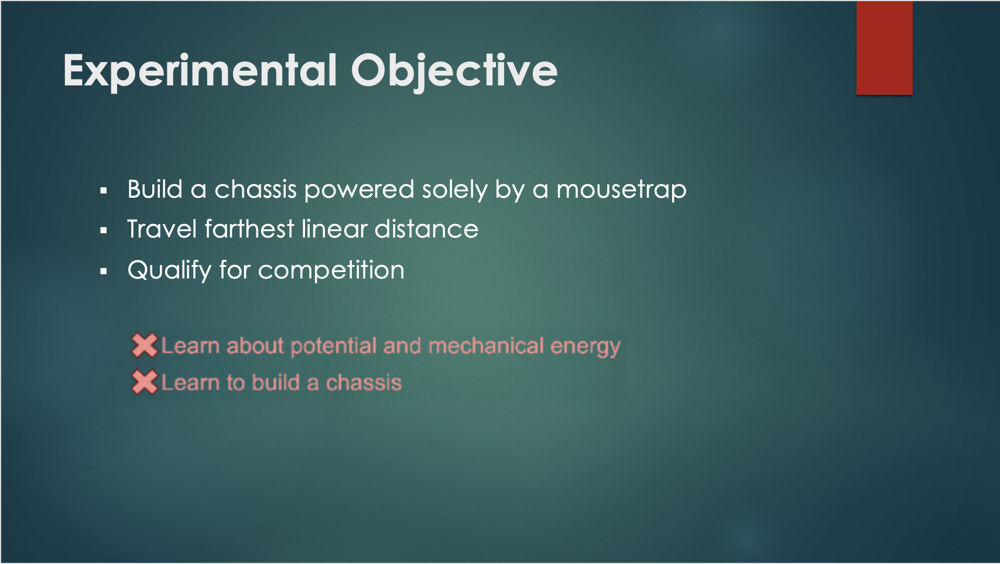 Experimental Objective
▪ Build a chassis powered solely by a mousetrap
▪ Travel farthest linear distance
▪ Qualify for competition
✖ Learn about potential and mechanical energy
✖ Learn to build a chassis